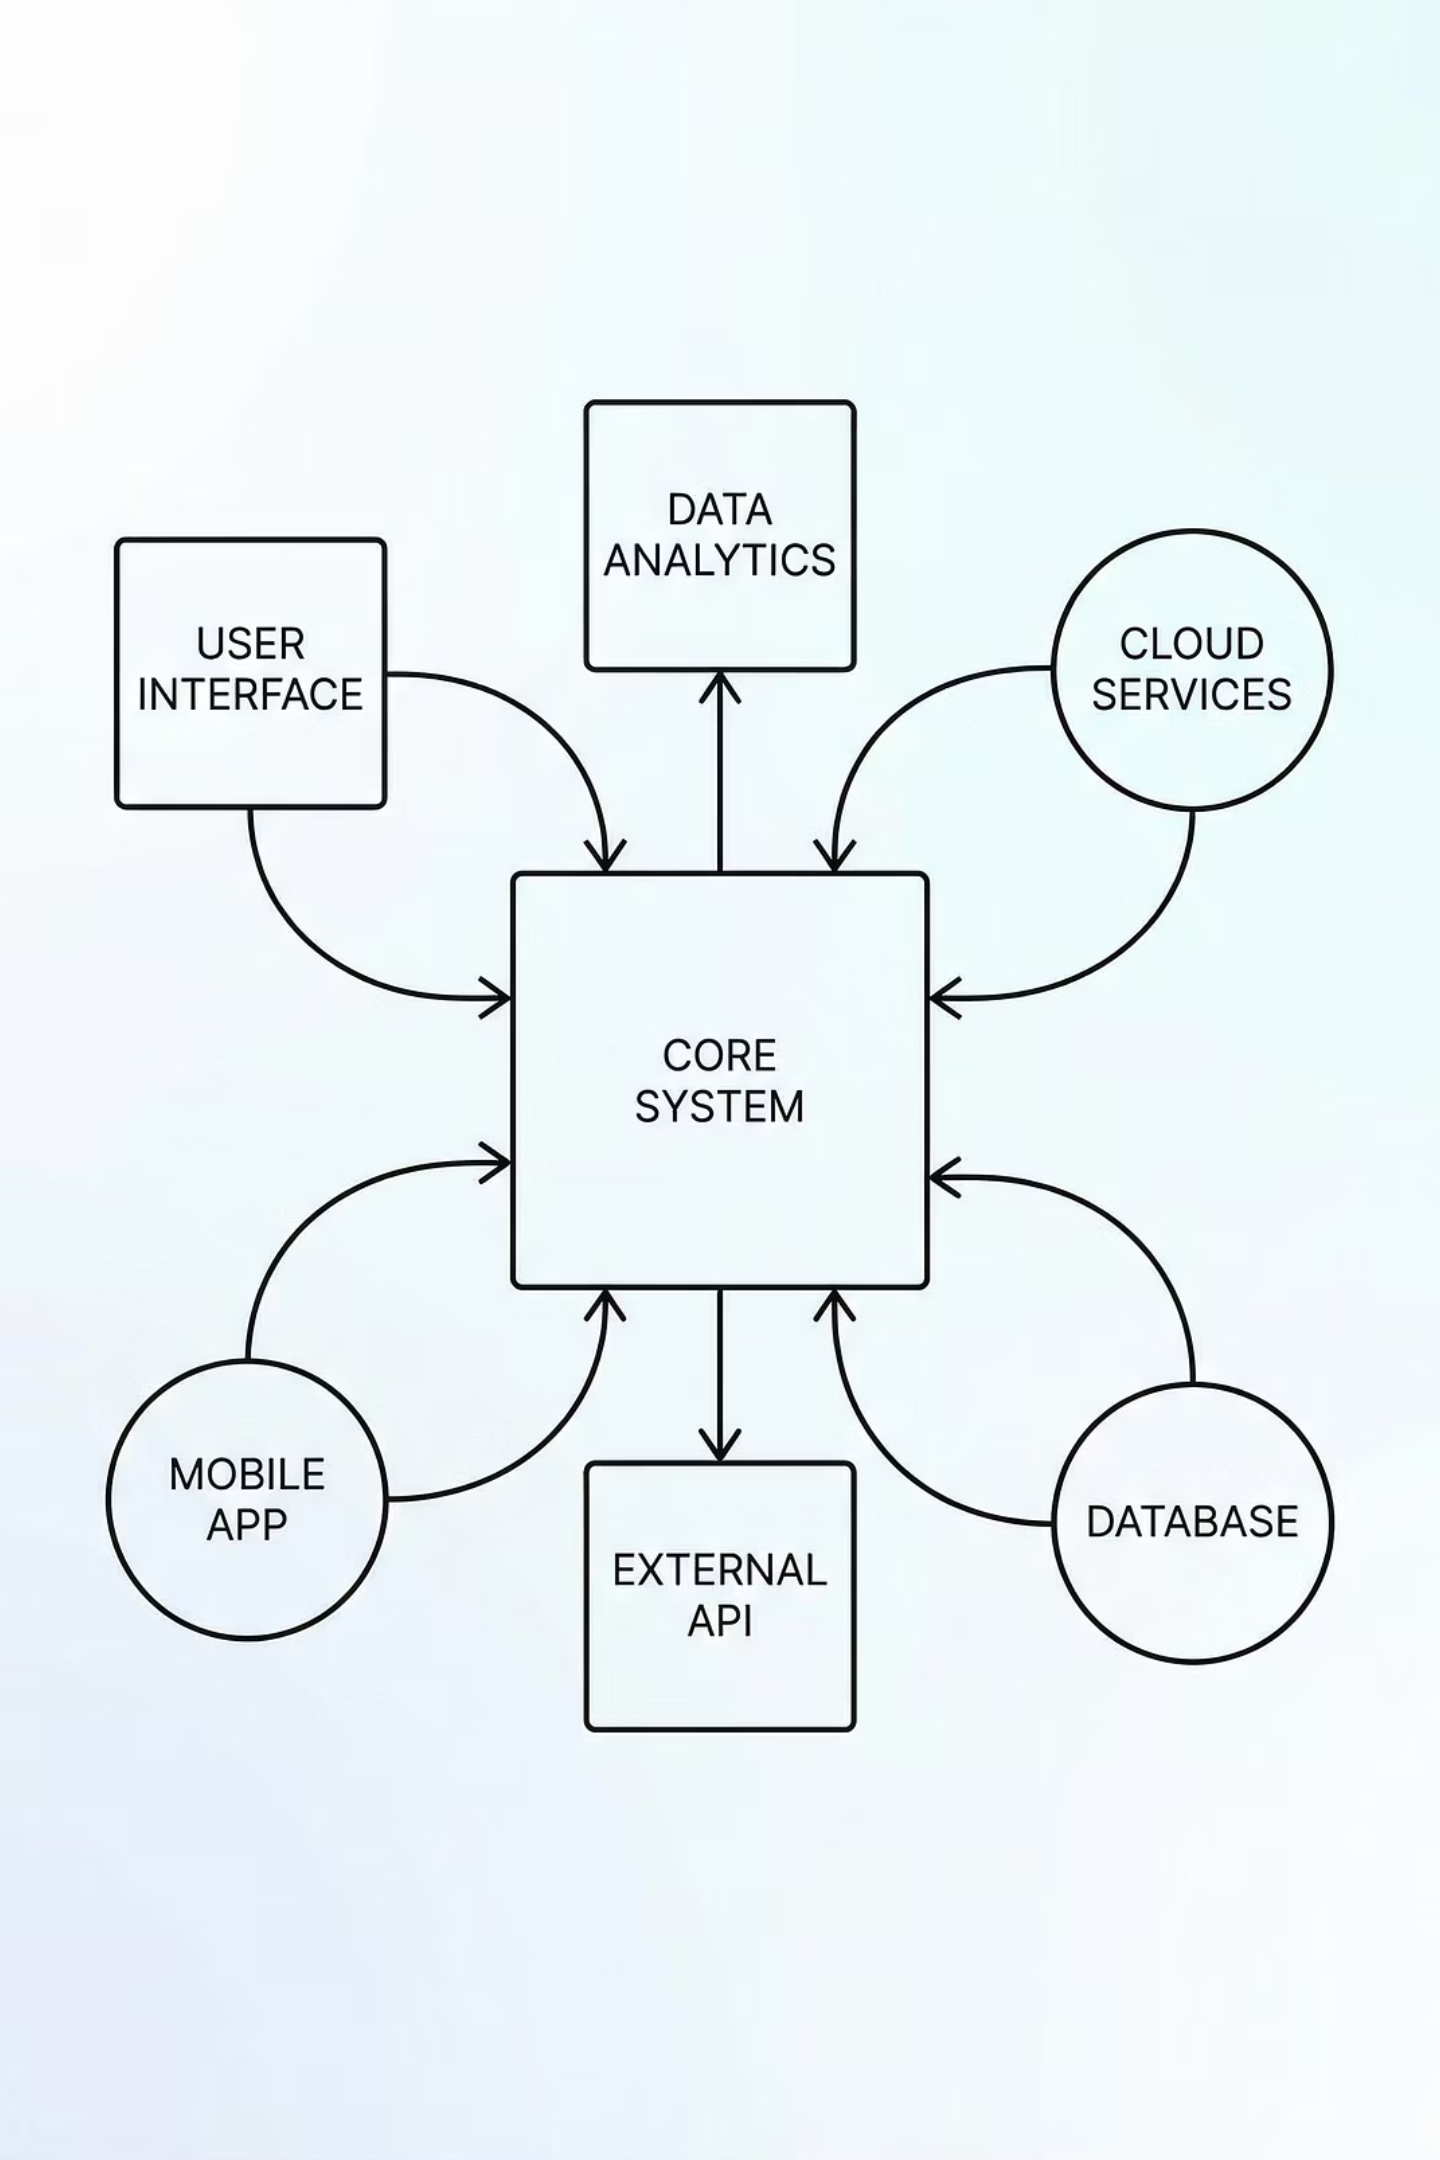 DATA
ANALYTICS
USER
INTERFACE
CLOUD
SERVICES
CORE
SYSTEM
MOBILE
APP
EXTERNAL
API
DATABASE